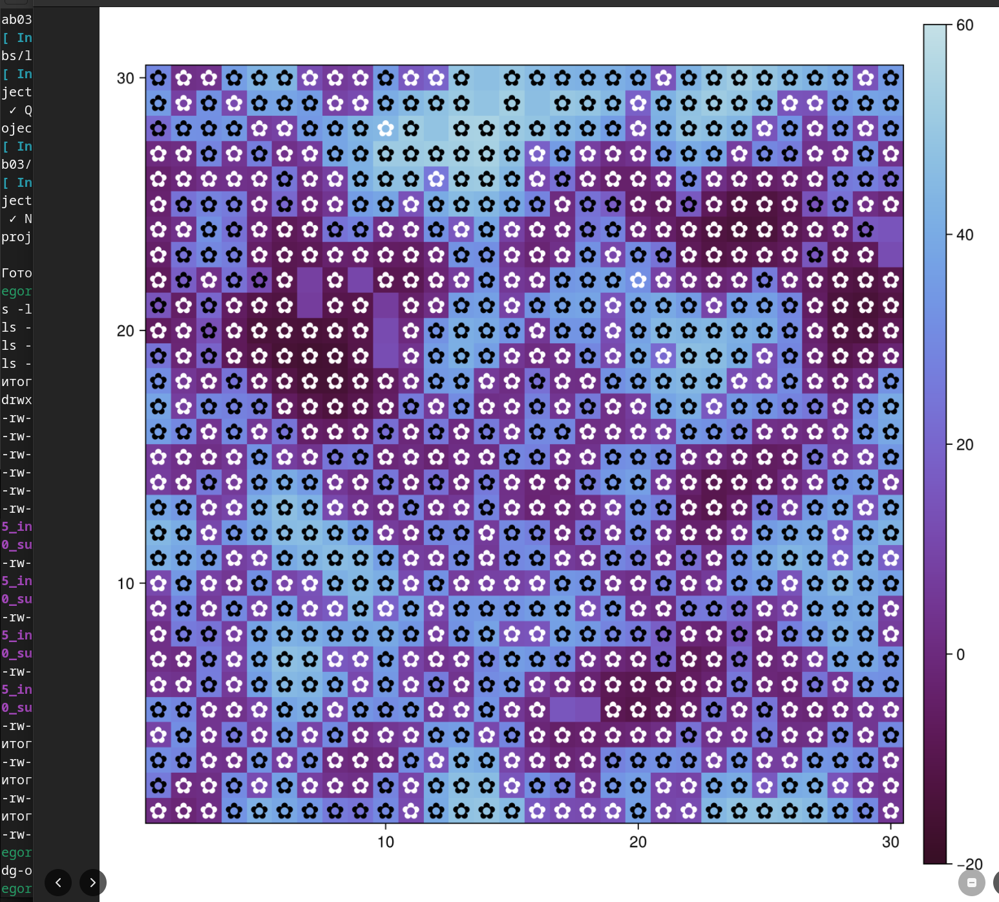 ab03
[ In
bs/l
[ In
ject
✓ Q
ojec
[ In
b03/
[ In
ject
✓ N
proj
Гото
egor
s -l
ls -
ls -
ls -
итог
drwx
-rw-
-rw-
-rw-
-rw-
-rw-
-rw-
5_in
0_su
-rw-
5_in
0_su
-rw-
5_in
0_su
-rw-
5_in
0_su
-rw-
итог
-rw-
итог
-rw-
итог
-rw-
egor
dg-o
egor
30
20
10
10
20
30
60
40
20
0
−20